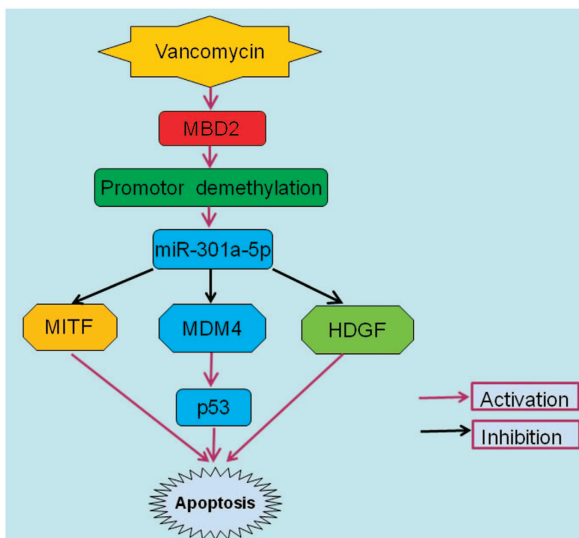 Vancomycin
MBD2
Promotor demethylation
miR-301a-5p
MITF
MDM4
HDGF
p53
Activation
Inhibition
Apoptosis